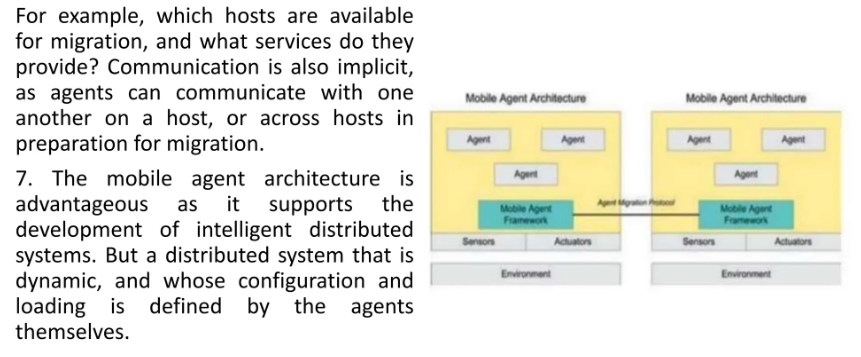 For example, which hosts are available
for migration, and what services do they
provide? Communication is also implicit,
as agents can communicate with one
another on a host, or across hosts in
preparation for migration.
7. The mobile agent architecture is
advantageous as it supports the
development of intelligent distributed
systems. But a distributed system that is
dynamic, and whose configuration and
loading is defined by the agents
themselves.
Mobile Agent Architecture
Agent
Agent
Agent
Mobile Agent
Framework
Sensors
Actuators
Environment
Agent Migration Protocol
Mobile Agent Architecture
Agent
Agent
Agent
Mobile Agent
Framework
Sensors
Actuators
Environment